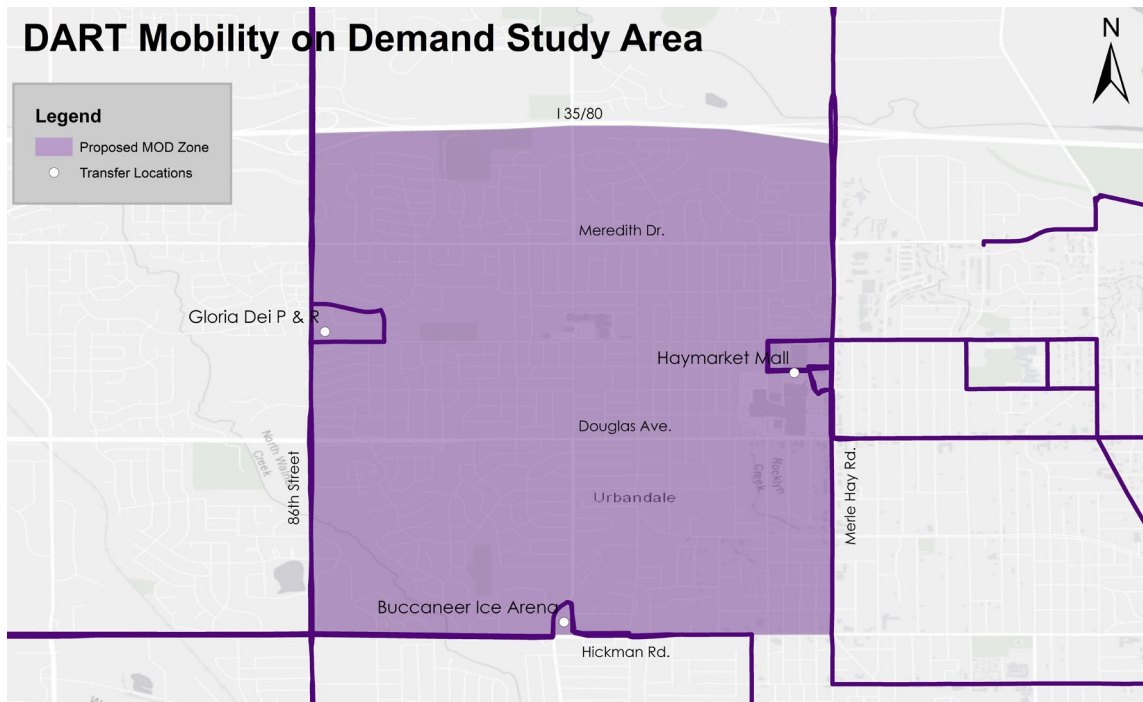 DART Mobility on Demand Study Area
N
Legend
Proposed MOD Zone
Transfer Locations
I 35/80
Meredith Dr.
Gloria Dei P & R
Haymarket Mall
Douglas Ave.
North Walnut
Creek
86th Street
Rocklyn
Creek
Merle Hay Rd.
Urbandale
Buccaneer Ice Arena
Hickman Rd.